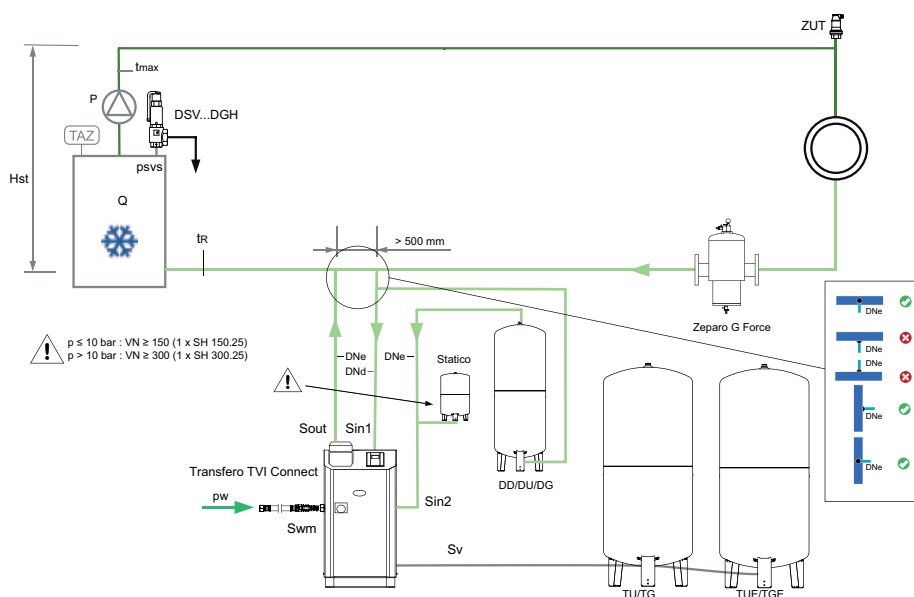 ZUT
tmax
P
DSV...DGH
TAZ
psvs
Hst
Q
tR
> 500 mm
Zeparo G Force
DNe
DNe
DNe
DNe
DNe
p ≤ 10 bar : VN ≥ 150 (1 x SH 150.25)
p > 10 bar : VN ≥ 300 (1 x SH 300.25)
DNe
DNd
DNe
Statico
Sout
Sin1
Transfero TVI Connect
DD/DU/DG
pw
Sin2
Swm
Sv
TU/TG
TUE/TGE